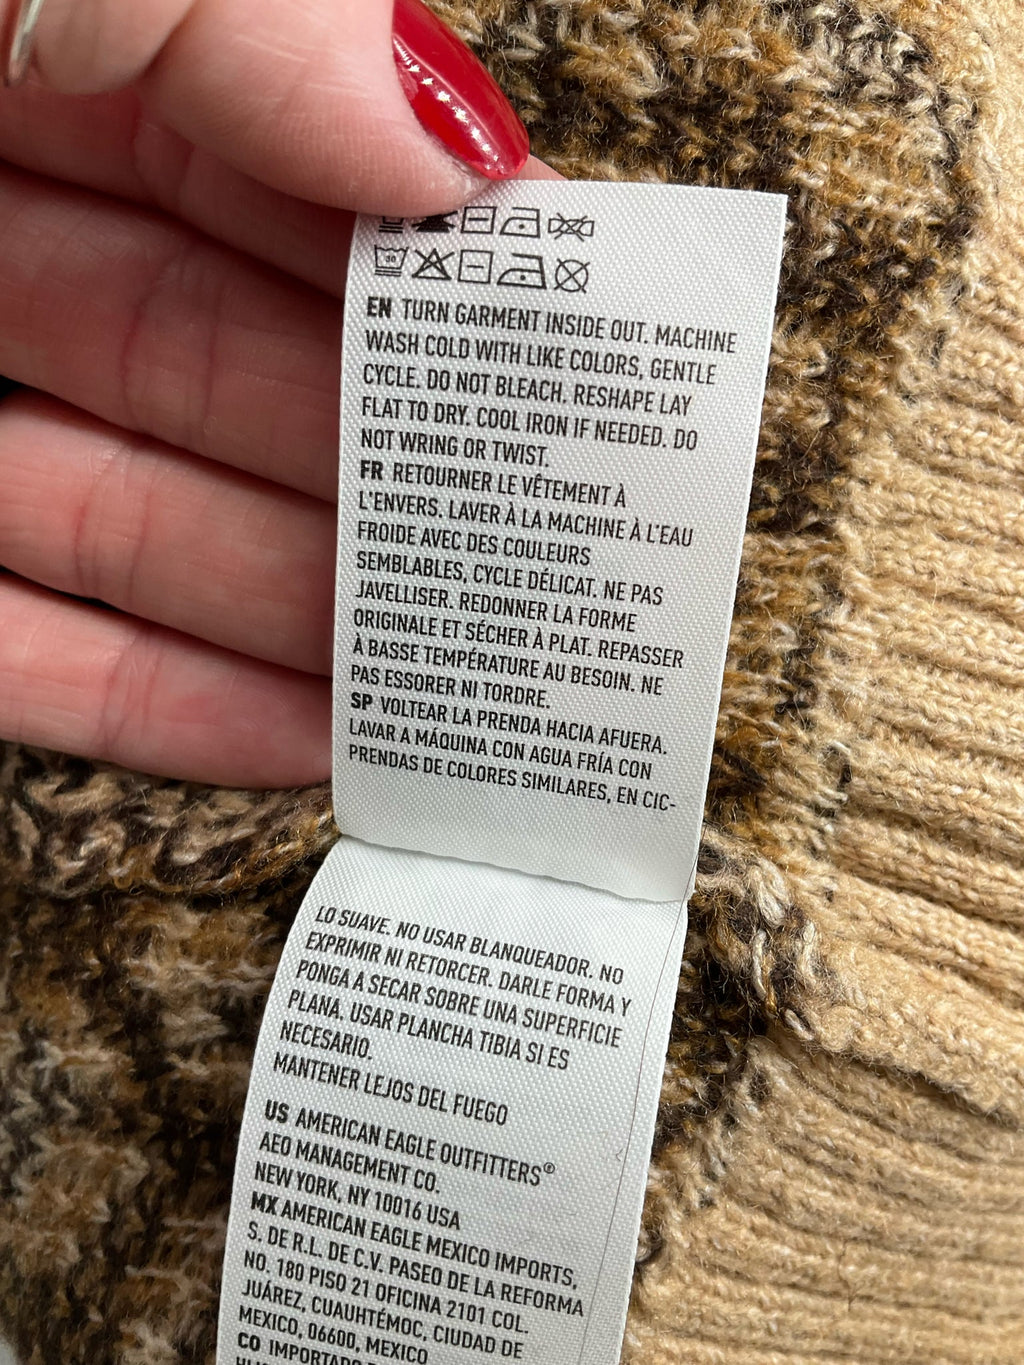 30
EN TURN GARMENT INSIDE OUT. MACHINE
WASH COLD WITH LIKE COLORS, GENTLE
CYCLE. DO NOT BLEACH. RESHAPE LAY
FLAT TO DRY. COOL IRON IF NEEDED. DO
NOT WRING OR TWIST.
FR RETOURNER LE VÊTEMENT À
L'ENVERS. LAVER À LA MACHINE À L'EAU
FROIDE AVEC DES COULEURS
SEMBLABLES, CYCLE DÉLICAT. NE PAS
JAVELLISER. REDONNER LA FORME
ORIGINALE ET SÉCHER À PLAT. REPASSER
À BASSE TEMPÉRATURE AU BESOIN. NE
PAS ESSORER NI TORDRE.
SP VOLTEAR LA PRENDA HACIA AFUERA.
LAVAR A MÁQUINA CON AGUA FRÍA CON
PRENDAS DE COLORES SIMILARES, EN CIC-
LO SUAVE. NO USAR BLANQUEADOR. NO
EXPRIMIR NI RETORCER. DARLE FORMA Y
PONGA A SECAR SOBRE UNA SUPERFICIE
PLANA. USAR PLANCHA TIBIA SI ES
NECESARIO.
MANTENER LEJOS DEL FUEGO
US AMERICAN EAGLE OUTFITTERS®
AEO MANAGEMENT CO.
NEW YORK, NY 10016 USA
MX AMERICAN EAGLE MEXICO IMPORTS,
S. DE R.L. DE C.V. PASEO DE LA REFORMA
NO. 180 PISO 21 OFICINA 2101 COL.
JUÁREZ, CUAUHTÉMOC, CIUDAD DE
MEXICO, 06600, MEXICO
CO IMPORTADO